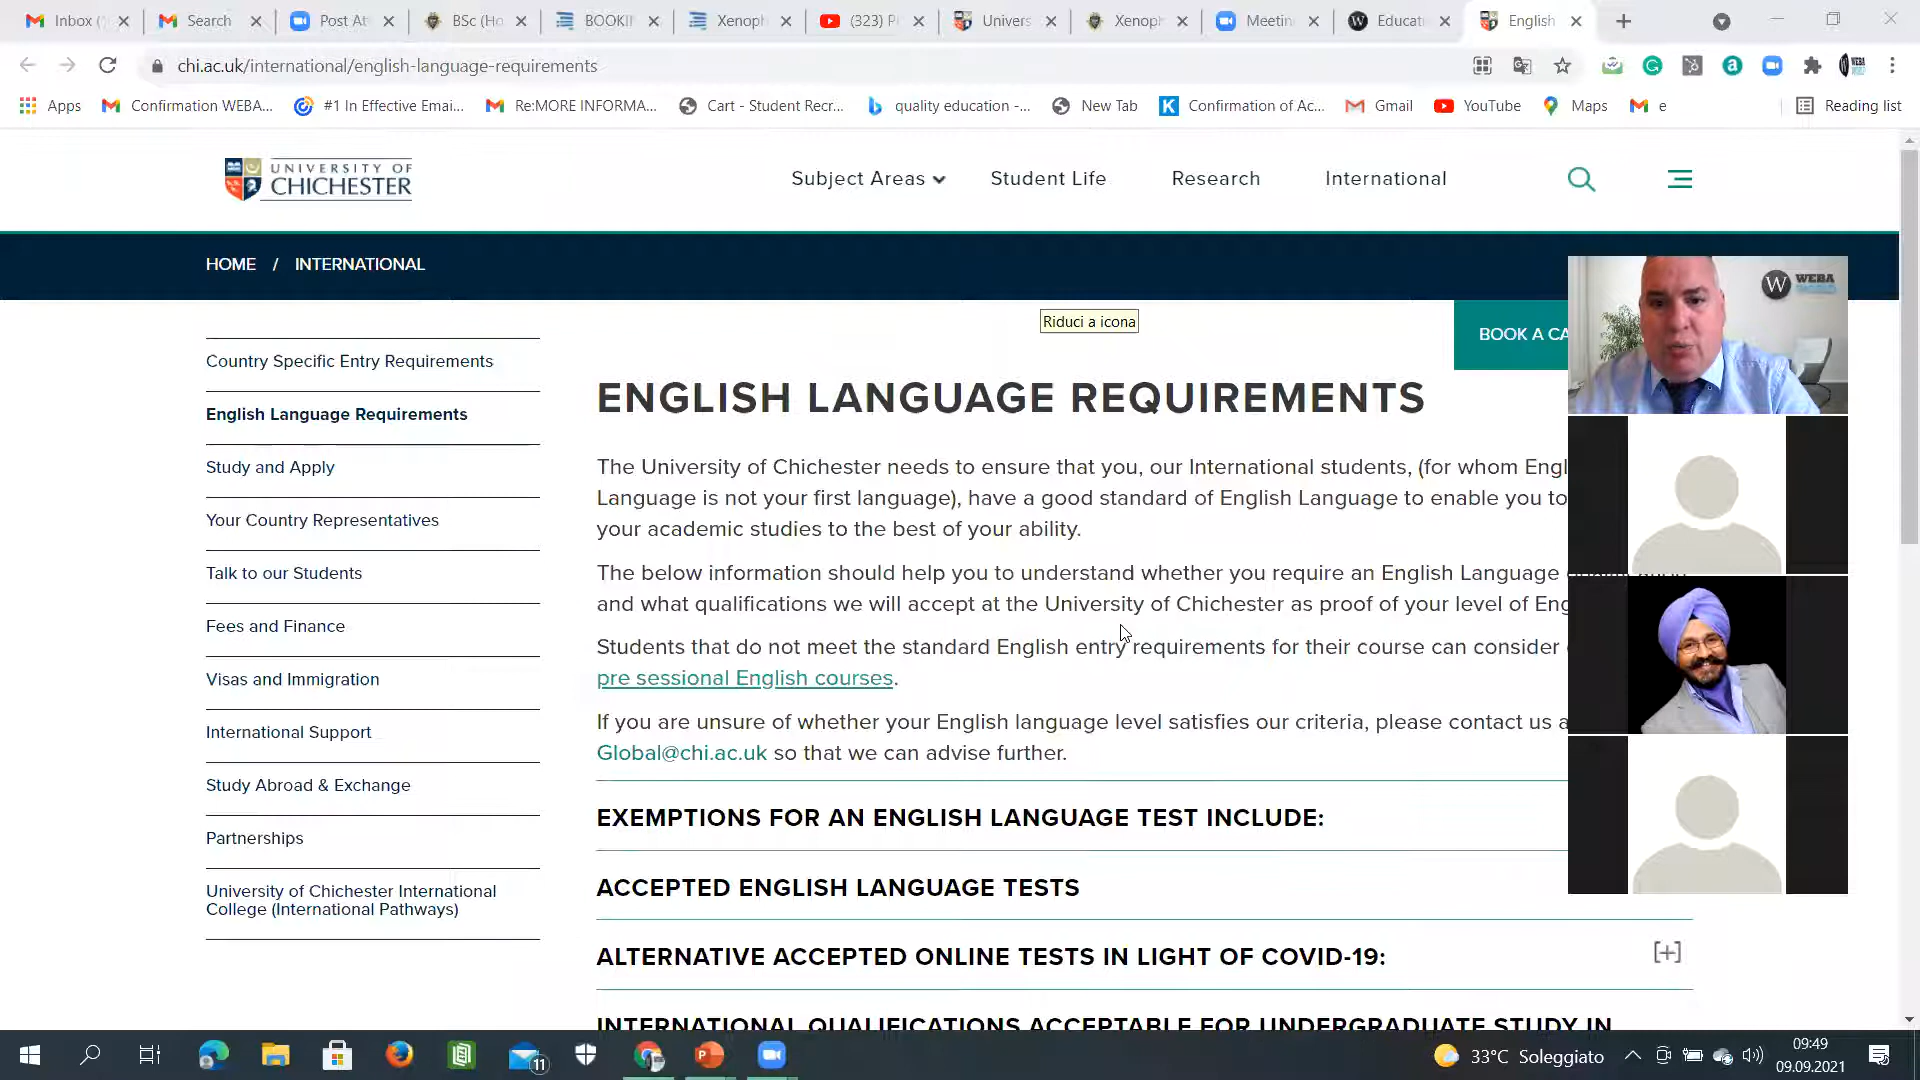 Inbox (
Search
Post At
BSc (Ho
BOOKI
Xenoph
(323) P
Univers
Xenoph
Meetin
Educati
English
chi.ac.uk/international/english-language-requirements
Apps
Confirmation WEBA...
#1 In Effective Emai...
Re:MORE INFORMA...
Cart - Student Recr...
quality education -...
New Tab
Confirmation of Ac...
Gmail
YouTube
Maps
e
Reading list
UNIVERSITY OF
CHICHESTER
Subject Areas
Student Life
Research
International
HOME / INTERNATIONAL
W WEBA
WORLD
Riduci a icona
BOOK A CA
Country Specific Entry Requirements
English Language Requirements
Study and Apply
Your Country Representatives
Talk to our Students
Fees and Finance
Visas and Immigration
International Support
Study Abroad & Exchange
Partnerships
University of Chichester International
College (International Pathways)
ENGLISH LANGUAGE REQUIREMENTS
The University of Chichester needs to ensure that you, our International students, (for whom Engl
Language is not your first language), have a good standard of English Language to enable you to
your academic studies to the best of your ability.
The below information should help you to understand whether you require an English Language
and what qualifications we will accept at the University of Chichester as proof of your level of Eng
Students that do not meet the standard English entry requirements for their course can consider
pre sessional English courses.
If you are unsure of whether your English language level satisfies our criteria, please contact us a
Global@chi.ac.uk so that we can advise further.
EXEMPTIONS FOR AN ENGLISH LANGUAGE TEST INCLUDE:
ACCEPTED ENGLISH LANGUAGE TESTS
ALTERNATIVE ACCEPTED ONLINE TESTS IN LIGHT OF COVID-19:
[+]
INTERNATIONAL QUALIFICATIONS ACCEPTABLE FOR UNDERGRADUATE STUDY IN
11
33°C Soleggiato
09:49
09.09.2021